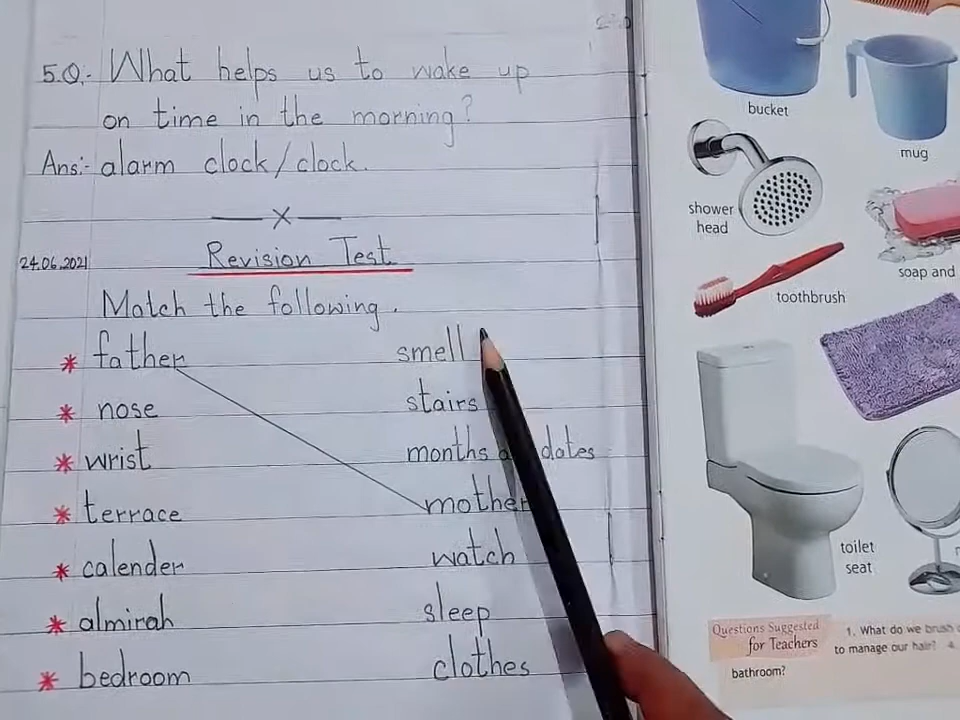 5.Q:- What helps us to wake up
on time in the morning?
Ans:- alarm clock/clock.
—x—
24.06.2021 Revision Test
Match the following.
* father smell
* nose stairs
* wrist months dates
* terrace mother
* calender watch
* almirah sleep
* bedroom clothes
bucket
mug
shower
head
soap and
toothbrush
toilet
seat
Questions Suggested
for Teachers
1. What do we brush
to manage our hair? 4.
bathroom?